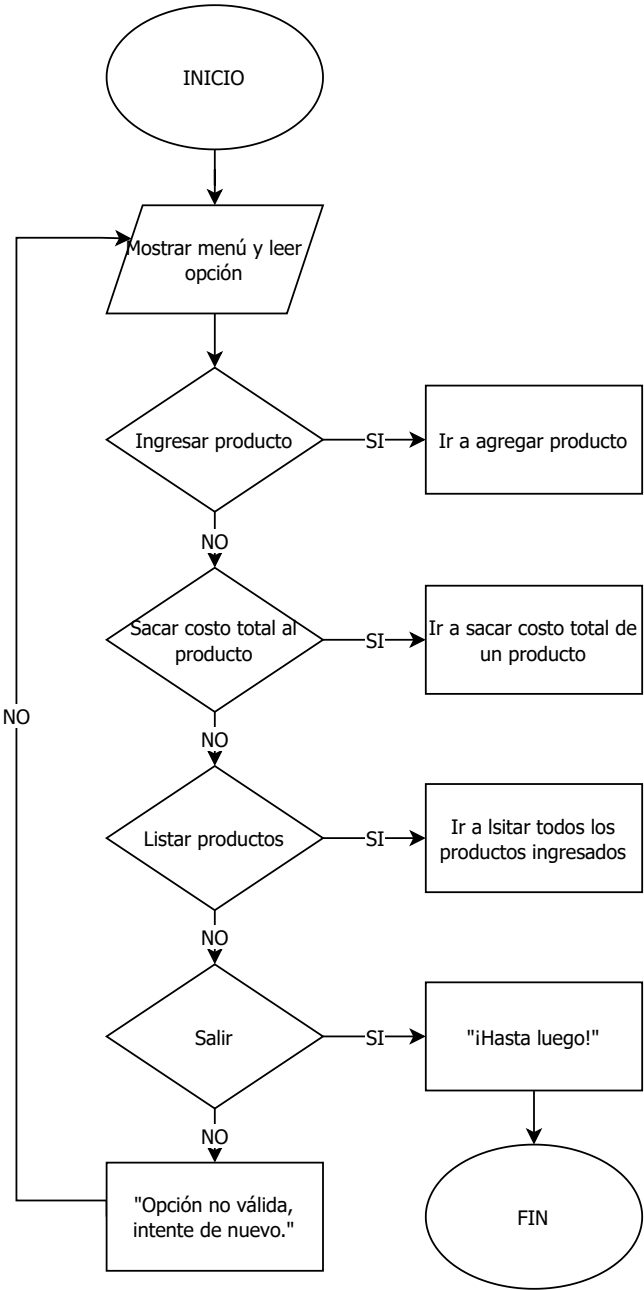 INICIO
Mostrar menú y leer
opción
Ingresar producto
SI
Ir a agregar producto
NO
Sacar costo total al
producto
SI
Ir a sacar costo total de
un producto
NO
NO
Listar productos
SI
Ir a lsitar todos los
productos ingresados
NO
Salir
SI
"¡Hasta luego!"
NO
"Opción no válida,
intente de nuevo."
FIN